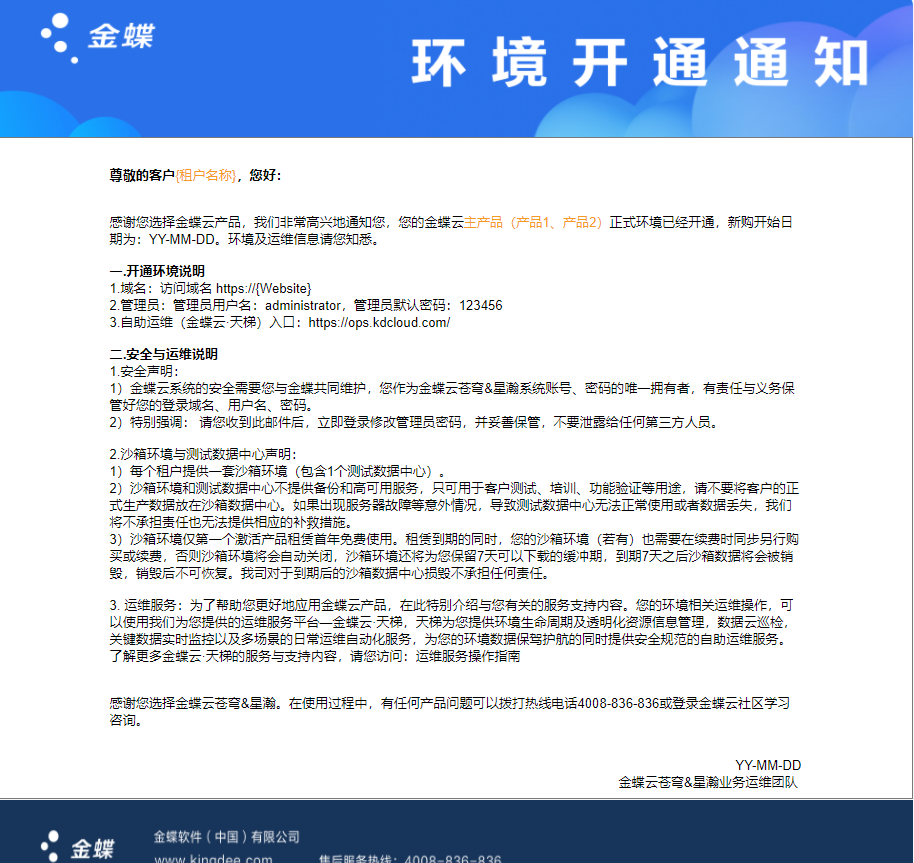 金蝶
环境开通通知
尊敬的客户{租户名称}，您好：
感谢您选择金蝶云产品，我们非常高兴地通知您，您的金蝶云主产品（产品1、产品2）正式环境已经开通，新购开始日
期为：YY-MM-DD。环境及运维信息请您知悉。
一.开通环境说明
1.域名：访问域名 https://{Website}
2.管理员：管理员用户名：administrator，管理员默认密码：123456
3.自助运维（金蝶云·天梯）入口：https://ops.kdcloud.com/
二.安全与运维说明
1.安全声明：
1）金蝶云系统的安全需要您与金蝶共同维护，您作为金蝶云苍穹&星瀚系统账号、密码的唯一拥有者，有责任与义务保
管好您的登录域名、用户名、密码。
2）特别强调： 请您收到此邮件后，立即登录修改管理员密码，并妥善保管，不要泄露给任何第三方人员。
2.沙箱环境与测试数据中心声明：
1）每个租户提供一套沙箱环境（包含1个测试数据中心）。
2）沙箱环境和测试数据中心不提供备份和高可用服务，只可用于客户测试、培训、功能验证等用途，请不要将客户的正
式生产数据放在沙箱数据中心。如果出现服务器故障等意外情况，导致测试数据中心无法正常使用或者数据丢失，我们
将不承担责任也无法提供相应的补救措施。
3）沙箱环境仅第一个激活产品租赁首年免费使用。租赁到期的同时，您的沙箱环境（若有）也需要在续费时同步另行购
买或续费，否则沙箱环境将会自动关闭，沙箱环境还将为您保留7天可以下载的缓冲期，到期7天之后沙箱数据将会被销
毁，销毁后不可恢复。我司对于到期后的沙箱数据中心损毁不承担任何责任。
3. 运维服务：为了帮助您更好地应用金蝶云产品，在此特别介绍与您有关的服务支持内容。您的环境相关运维操作，可
以使用我们为您提供的运维服务平台—金蝶云·天梯，天梯为您提供环境生命周期及透明化资源信息管理，数据云巡检，
关键数据实时监控以及多场景的日常运维自动化服务，为您的环境数据保驾护航的同时提供安全规范的自助运维服务。
了解更多金蝶云·天梯的服务与支持内容，请您访问：运维服务操作指南
感谢您选择金蝶云苍穹&星瀚。在使用过程中，有任何产品问题可以拨打热线电话4008-836-836或登录金蝶云社区学习
咨询。
YY-MM-DD
金蝶云苍穹&星瀚业务运维团队
金蝶
金蝶软件（中国）有限公司
www.kingdee.com 售后服务热线：4008-836-836